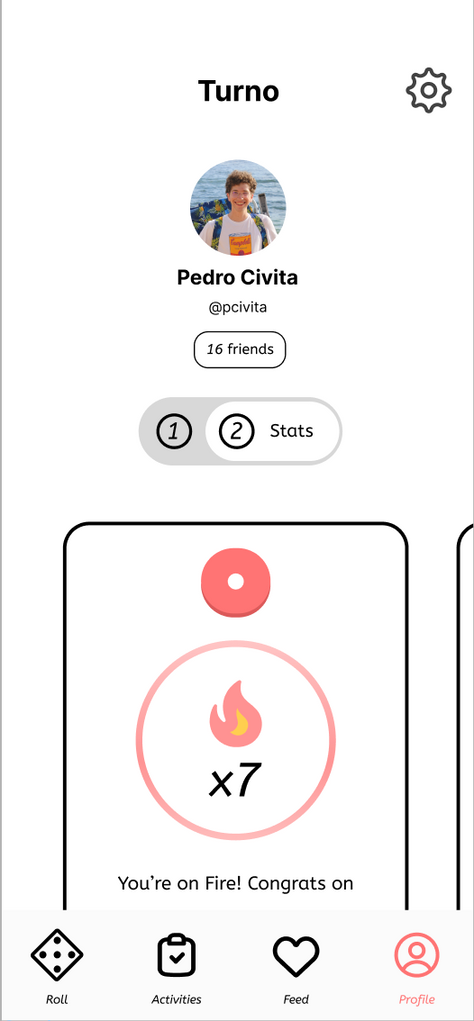 Turno
Pedro Civita
@pcivita
16 friends
1 2 Stats
x7
You’re on Fire! Congrats on
Roll Activities Feed Profile